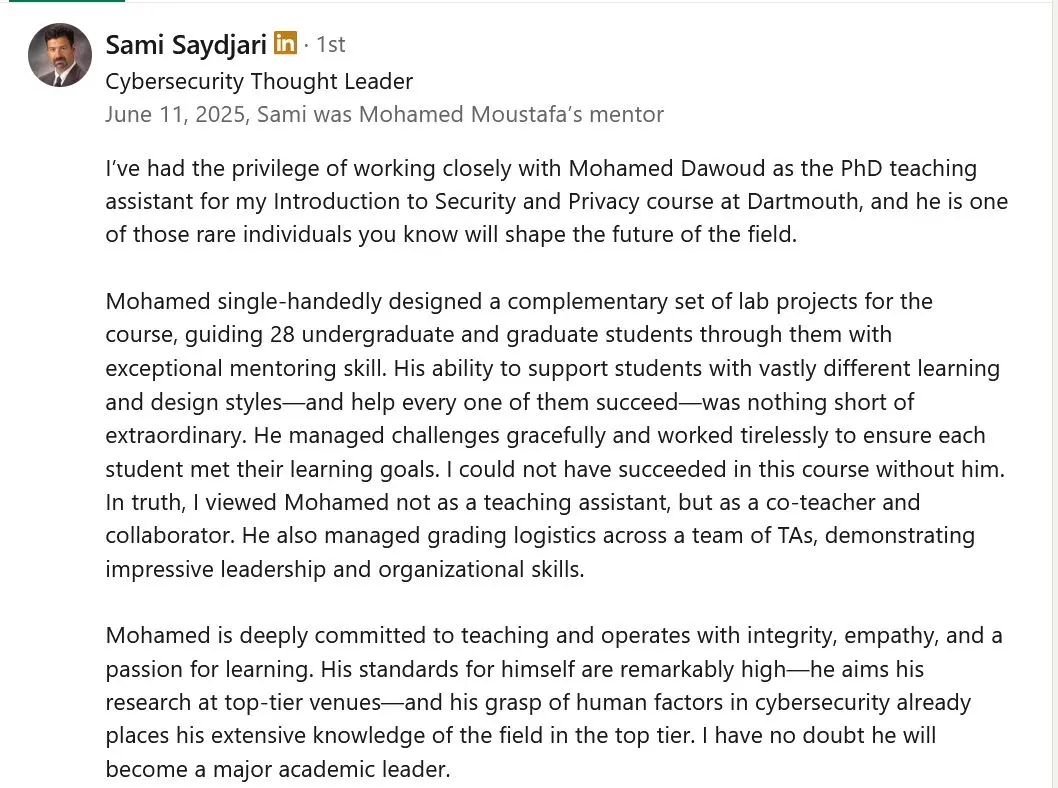 Sami Saydjari in · 1st
Cybersecurity Thought Leader
June 11, 2025, Sami was Mohamed Moustafa’s mentor
I’ve had the privilege of working closely with Mohamed Dawoud as the PhD teaching
assistant for my Introduction to Security and Privacy course at Dartmouth, and he is one
of those rare individuals you know will shape the future of the field.
Mohamed single-handedly designed a complementary set of lab projects for the
course, guiding 28 undergraduate and graduate students through them with
exceptional mentoring skill. His ability to support students with vastly different learning
and design styles—and help every one of them succeed—was nothing short of
extraordinary. He managed challenges gracefully and worked tirelessly to ensure each
student met their learning goals. I could not have succeeded in this course without him.
In truth, I viewed Mohamed not as a teaching assistant, but as a co-teacher and
collaborator. He also managed grading logistics across a team of TAs, demonstrating
impressive leadership and organizational skills.
Mohamed is deeply committed to teaching and operates with integrity, empathy, and a
passion for learning. His standards for himself are remarkably high—he aims his
research at top-tier venues—and his grasp of human factors in cybersecurity already
places his extensive knowledge of the field in the top tier. I have no doubt he will
become a major academic leader.